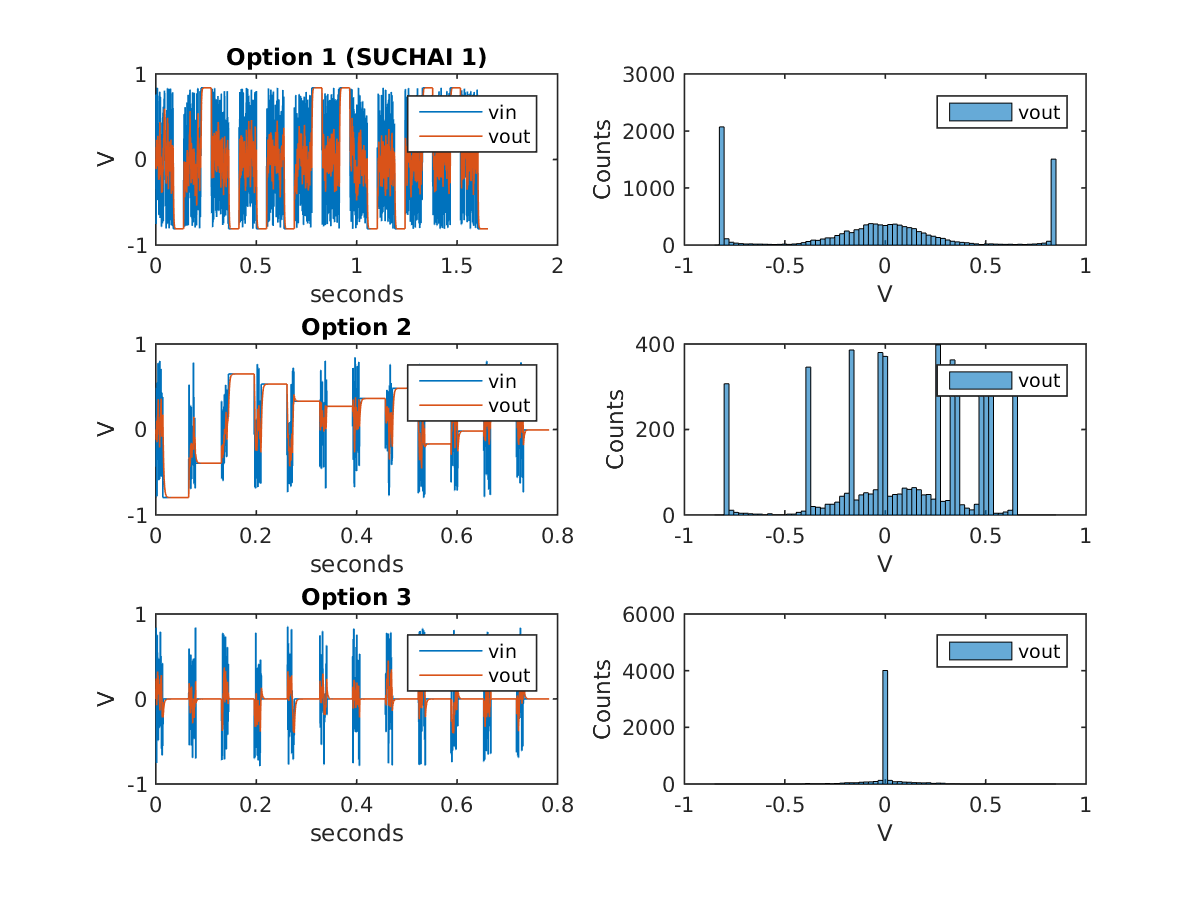 Option 1 (SUCHAI 1)
1
0
-1
V
0 0.5 1 1.5 2
seconds
vin
vout
3000
2000
1000
0
Counts
-1 -0.5 0 0.5 1
V
vout
Option 2
1
0
-1
V
0 0.2 0.4 0.6 0.8
seconds
vin
vout
400
200
0
Counts
-1 -0.5 0 0.5 1
V
vout
Option 3
1
0
-1
V
0 0.2 0.4 0.6 0.8
seconds
vin
vout
6000
4000
2000
0
Counts
-1 -0.5 0 0.5 1
V
vout